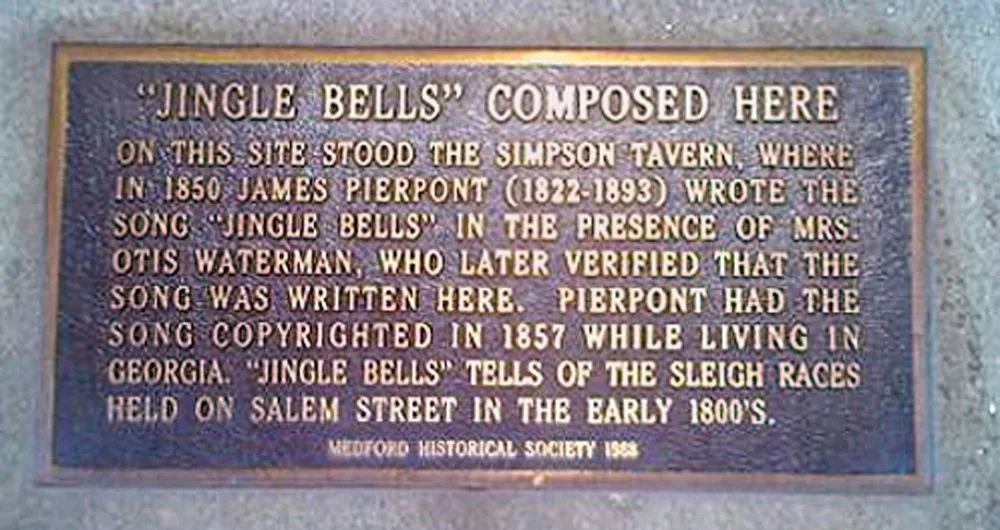 “JINGLE BELLS” COMPOSED HERE
ON THIS SITE STOOD THE SIMPSON TAVERN, WHERE
IN 1850 JAMES PIERPONT (1822-1893) WROTE THE
SONG “JINGLE BELLS” IN THE PRESENCE OF MRS.
OTIS WATERMAN, WHO LATER VERIFIED THAT THE
SONG WAS WRITTEN HERE. PIERPONT HAD THE
SONG COPYRIGHTED IN 1857 WHILE LIVING IN
GEORGIA. “JINGLE BELLS” TELLS OF THE SLEIGH RACES
HELD ON SALEM STREET IN THE EARLY 1800'S.
MEDFORD HISTORICAL SOCIETY